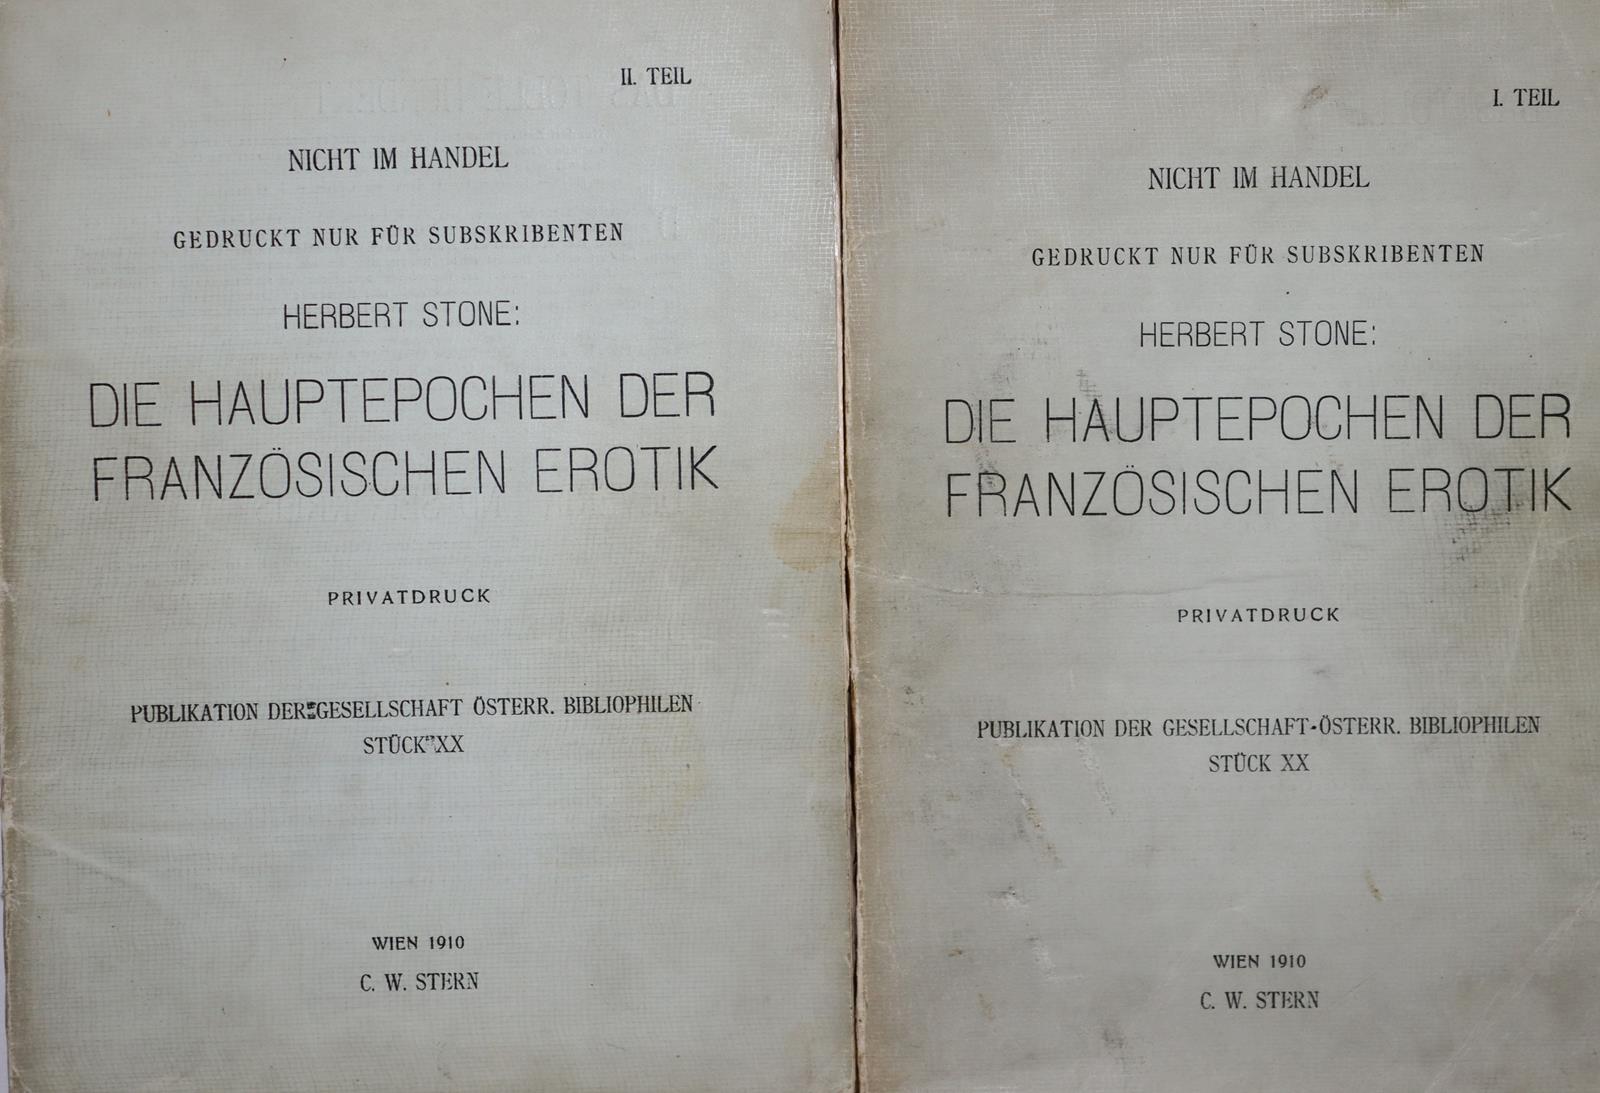 II. TEIL
NICHT IM HANDEL
GEDRUCKT NUR FÜR SUBSKRIBENTEN
HERBERT STONE:
DIE HAUPTEPOCHEN DER
FRANZÖSISCHEN EROTIK
PRIVATDRUCK
PUBLIKATION DER GESELLSCHAFT ÖSTERR. BIBLIOPHILEN
STÜCK XX
WIEN 1910
C. W. STERN
I. TEIL
NICHT IM HANDEL
GEDRUCKT NUR FÜR SUBSKRIBENTEN
HERBERT STONE:
DIE HAUPTEPOCHEN DER
FRANZÖSISCHEN EROTIK
PRIVATDRUCK
PUBLIKATION DER GESELLSCHAFT-ÖSTERR. BIBLIOPHILEN
STÜCK XX
WIEN 1910
C. W. STERN